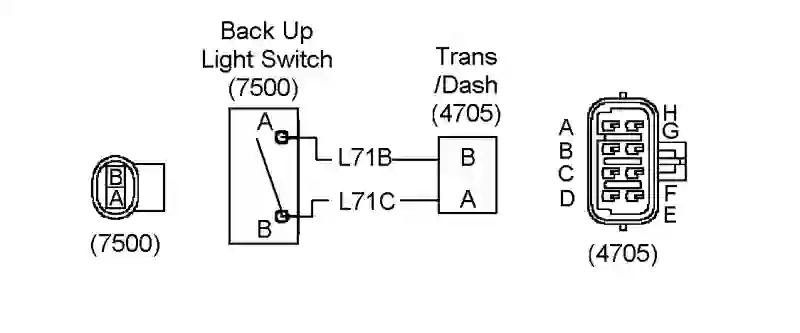 Back Up
Light Switch
(7500)
Trans
/Dash
(4705)
A
B
L71B
L71C
B
A
B
A
(7500)
A
B
C
D
H
G
F
E
(4705)